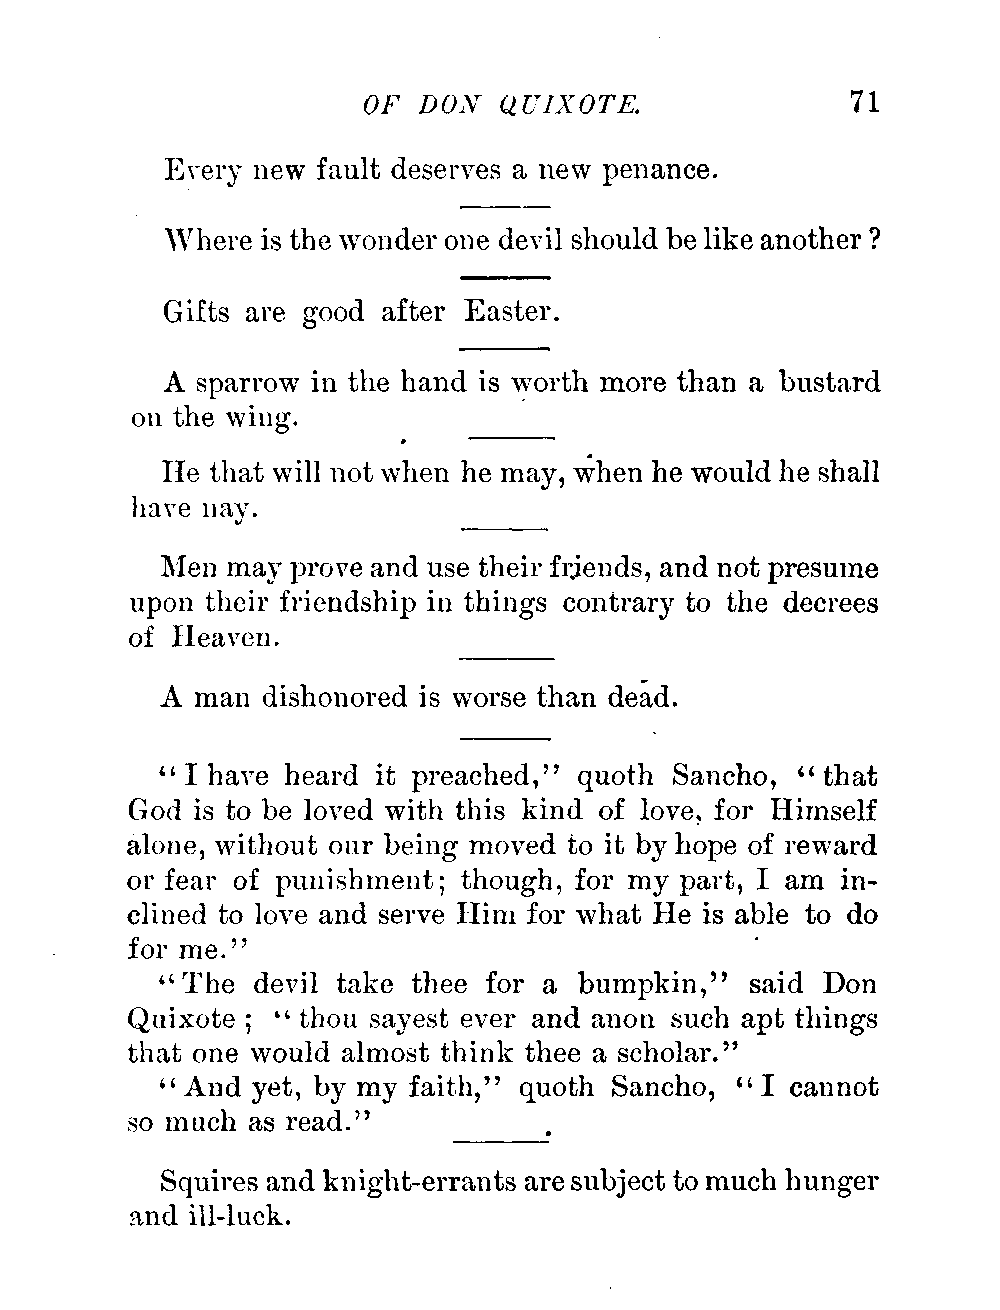 OF DON QUIXOTE. 71
Every new fault deserves a new penance.
Where is the wonder one devil should be like another ?
Gifts are good after Easter.
A sparrow in the hand is worth more than a bustard
on the wing.
He that will not when he may, when he would he shall
have nay.
Men may prove and use their friends, and not presume
upon their friendship in things contrary to the decrees
of Heaven.
A man dishonored is worse than dead.
“ I have heard it preached,” quoth Sancho, “ that
God is to be loved with this kind of love, for Himself
alone, without our being moved to it by hope of reward
or fear of punishment; though, for my part, I am in-
clined to love and serve Him for what He is able to do
for me.”
“ The devil take thee for a bumpkin,” said Don
Quixote ; “ thou sayest ever and anon such apt things
that one would almost think thee a scholar.”
“ And yet, by my faith,” quoth Sancho, “ I cannot
so much as read.”
Squires and knight-errants are subject to much hunger
and ill-luck.